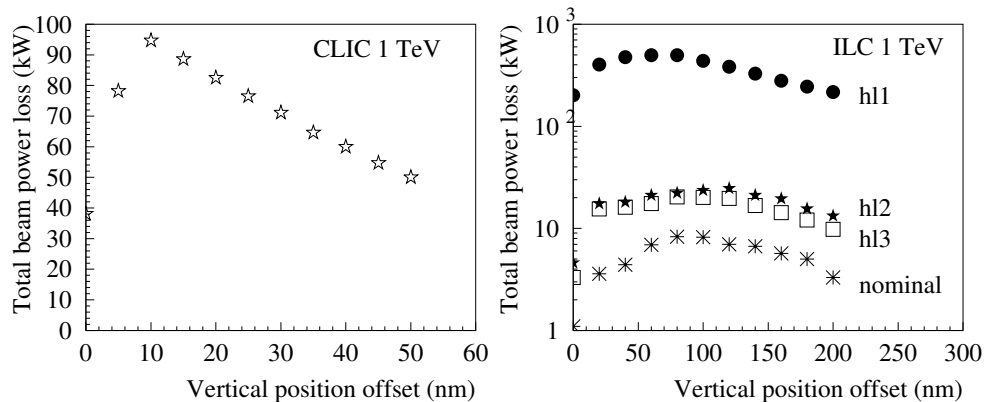 Total beam power loss (kW)
100
90
80
70
60
50
40
30
20
10
0
CLIC 1 TeV
0 10 20 30 40 50 60
Vertical position offset (nm)
Total beam power loss (kW)
10 3
10 2
10
1
ILC 1 TeV
hl1
hl2
hl3
nominal
0 50 100 150 200 250 300
Vertical position offset (nm)